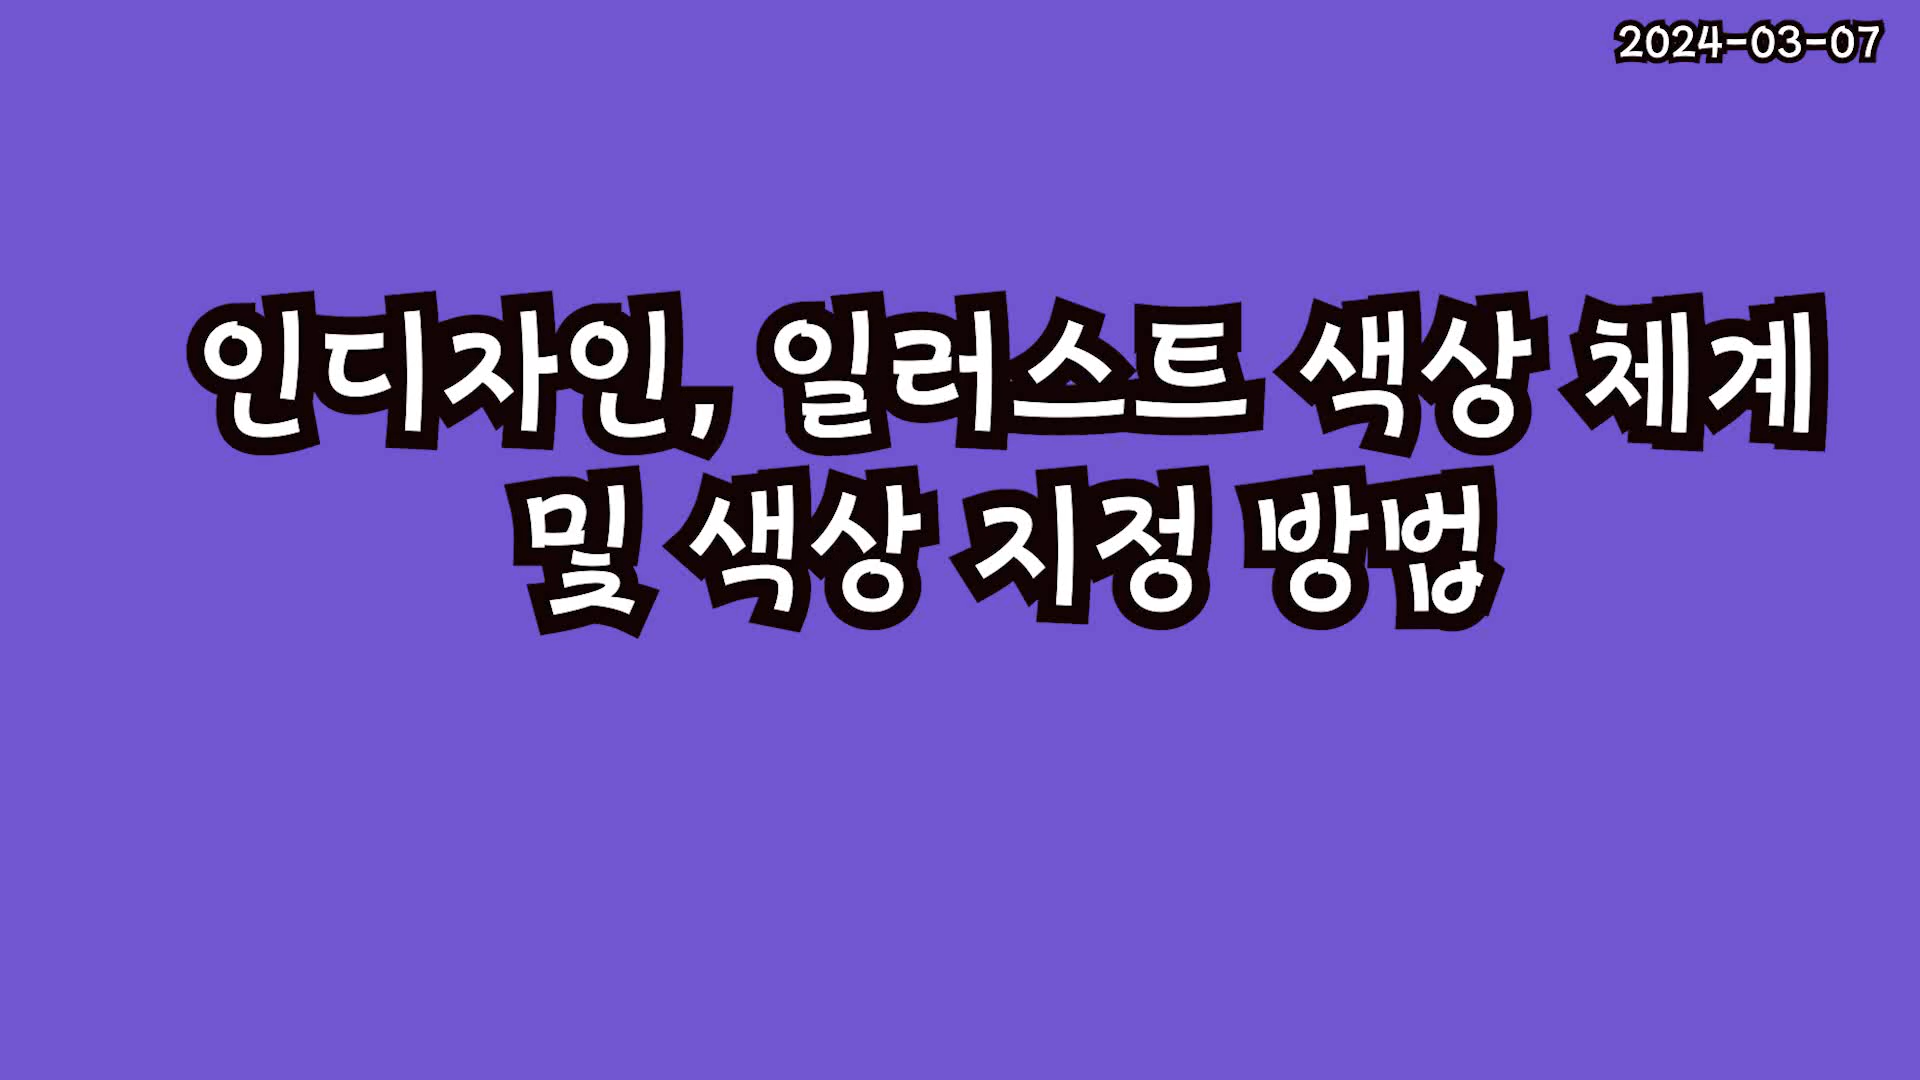 2024-03-07
인디자인, 일러스트 색상 체계
및 색상 지정 방법